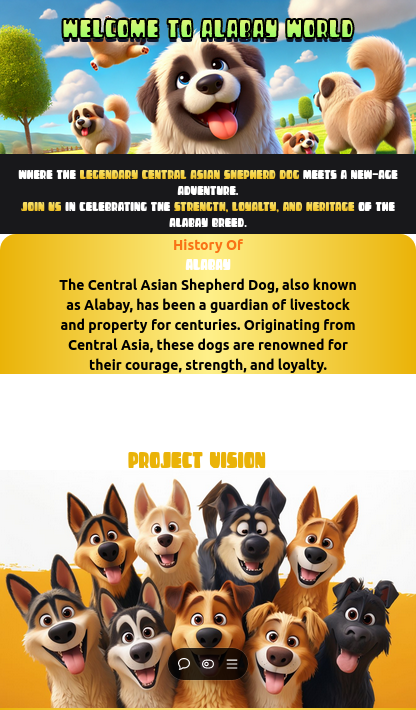 WELCOME TO ALABAY WORLD
WHERE THE LEGENDARY CENTRAL ASIAN SHEPHERD DOG MEETS A NEW-AGE
ADVENTURE.
JOIN US IN CELEBRATING THE STRENGTH, LOYALTY, AND HERITAGE OF THE
ALABAY BREED.
History Of
ALABAY
The Central Asian Shepherd Dog, also known
as Alabay, has been a guardian of livestock
and property for centuries. Originating from
Central Asia, these dogs are renowned for
their courage, strength, and loyalty.
PROJECT VISION